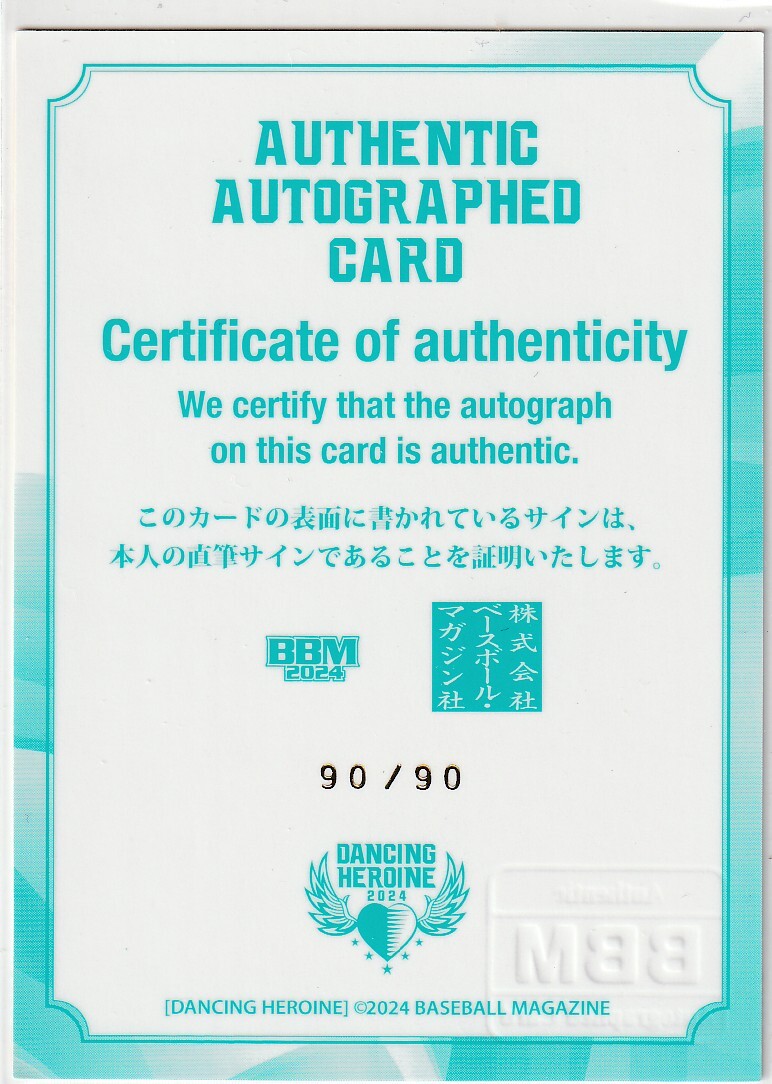 AUTHENTIC
AUTOGRAPHED
CARD
Certificate of authenticity
We certify that the autograph
on this card is authentic.
このカードの表面に書かれているサインは、
本人の直筆サインであることを証明いたします。
BBM
2024
株式会社
ベースボール・
マガジン社
90/90
DANCING
HEROINE
2024
Authentic
BBM
[DANCING HEROINE] ©2024 BASEBALL MAGAZINE